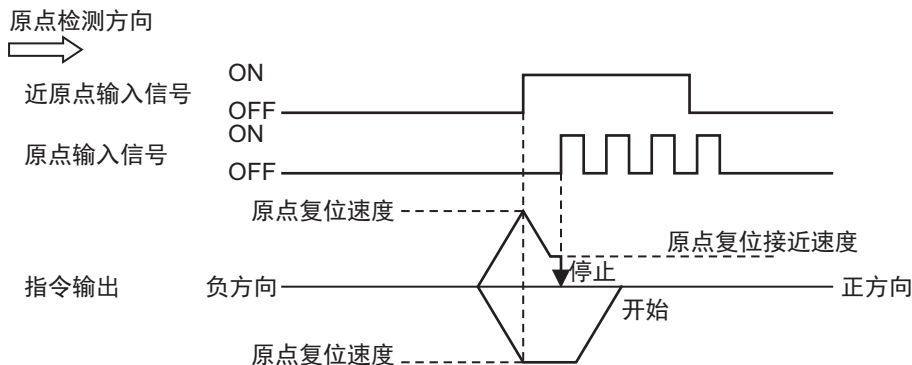 原点检测方向
近原点输入信号
ON
OFF
原点输入信号
ON
OFF
原点复位速度
原点复位接近速度
停止
指令输出
负方向
正方向
开始
原点复位速度